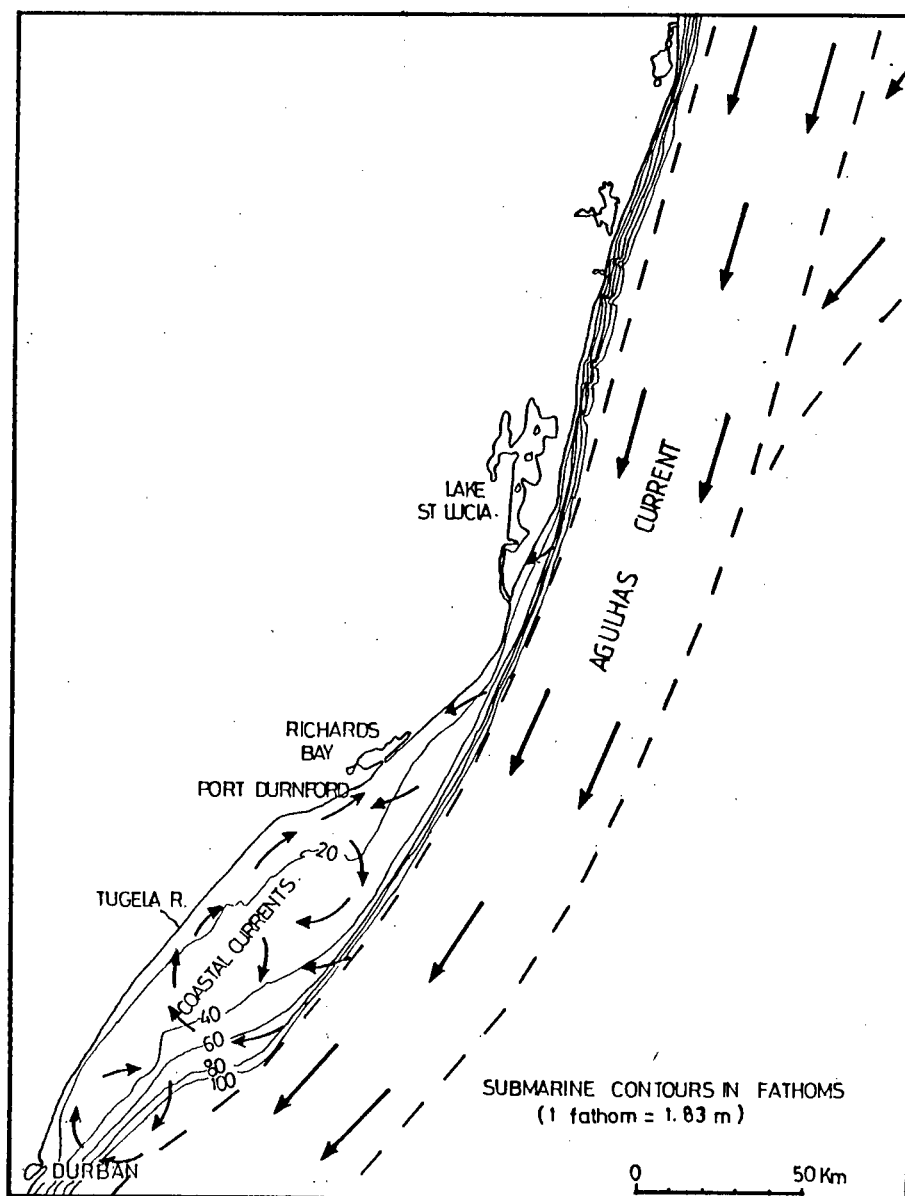 LAKE
ST LUCIA.
AGULHAS CURRENT
RICHARDS
BAY
PORT DURNFORD
20
TUGELA R.
COASTAL CURRENTS.
40
60
80
100
SUBMARINE CONTOURS IN FATHOMS
(1 fathom = 1.83 m)
DURBAN
0 50 Km